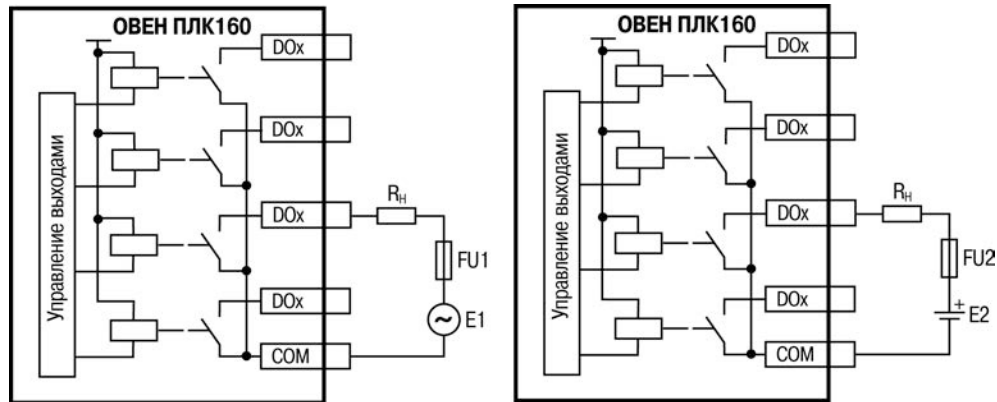 ОВЕН ПЛК160
Управление выходами
DOx
DOx
DOx
DOx
COM
Rн
FU1
~
E1
ОВЕН ПЛК160
Управление выходами
DOx
DOx
DOx
DOx
COM
Rн
FU2
+
E2